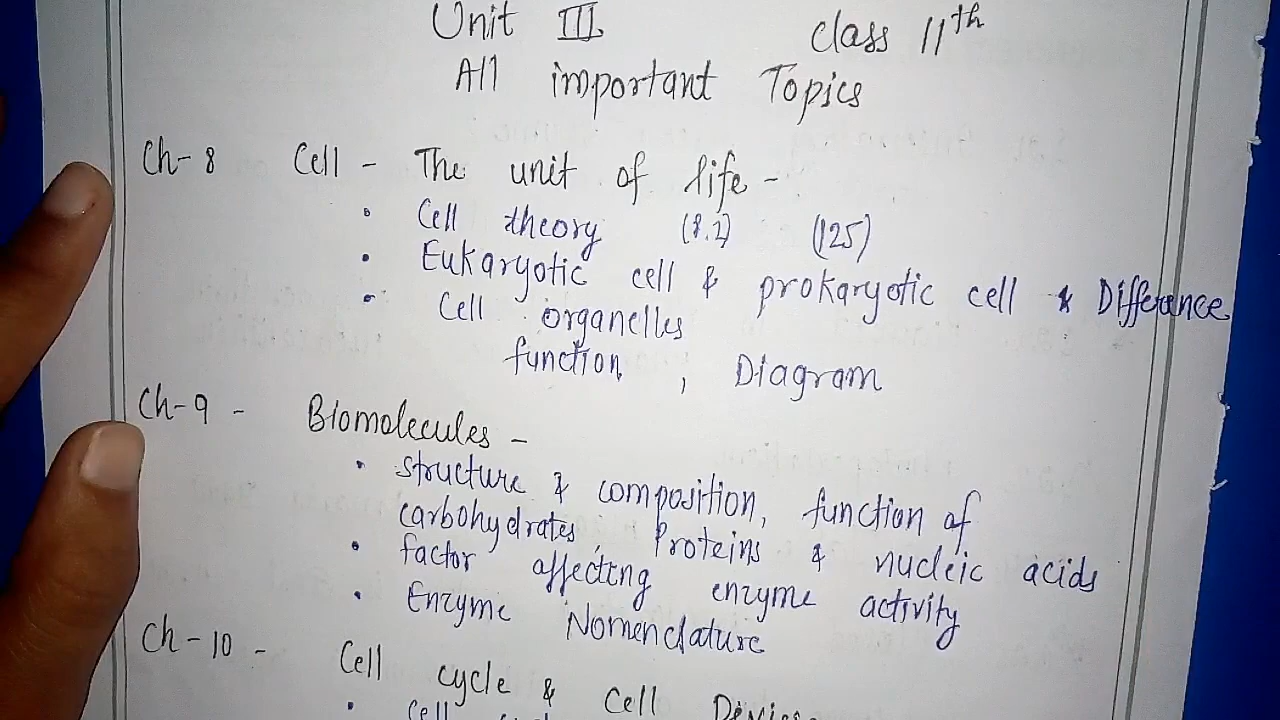 Unit III. Class 11th
All important Topics
Ch-8 Cell - The unit of life -
• Cell theory (8.2) (125)
• Eukaryotic cell & prokaryotic cell & Difference
• Cell organelles
function, , Diagram
Ch-9 - Biomolecules -
• structure & composition, function of
carbohydrates, Proteins & nucleic acids
• factor affecting enzyme activity
• Enzyme Nomenclature
Ch-10 - Cell cycle & Cell
• Cell